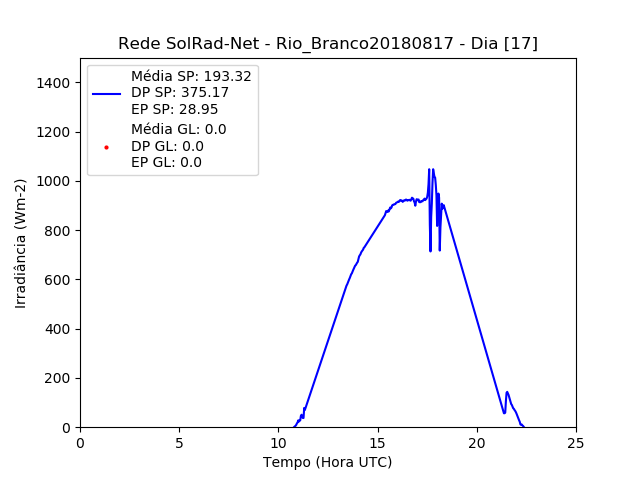 Rede SolRad-Net - Rio_Branco20180817 - Dia [17]
Média SP: 193.32
DP SP: 375.17
EP SP: 28.95
Média GL: 0.0
DP GL: 0.0
EP GL: 0.0
1400
1200
1000
800
600
400
200
0
Irradiância (Wm-2)
0 5 10 15 20 25
Tempo (Hora UTC)